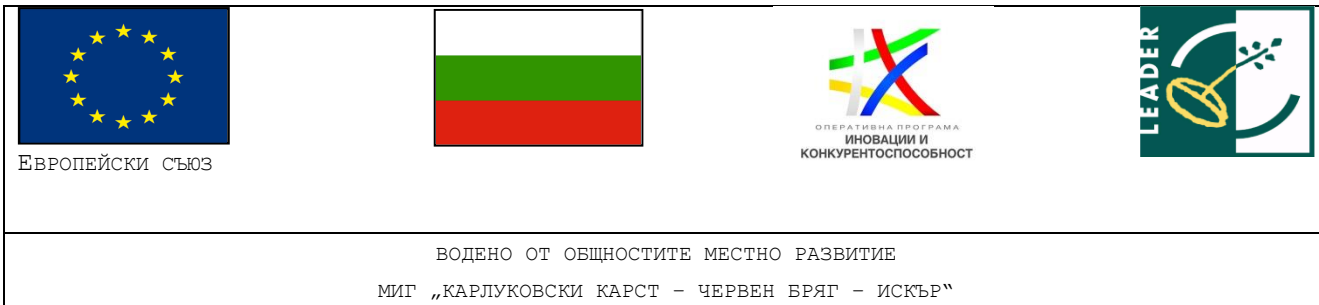 ЕВРОПЕЙСКИ СЪЮЗ
ОПЕРАТИВНА ПРОГРАМА
ИНОВАЦИИ И
КОНКУРЕНТОСПОСОБНОСТ
LEADER
ВОДЕНО ОТ ОБЩНОСТИТЕ МЕСТНО РАЗВИТИЕ
МИГ „КАРЛУКОВСКИ КАРСТ – ЧЕРВЕН БРЯГ – ИСКЪР“